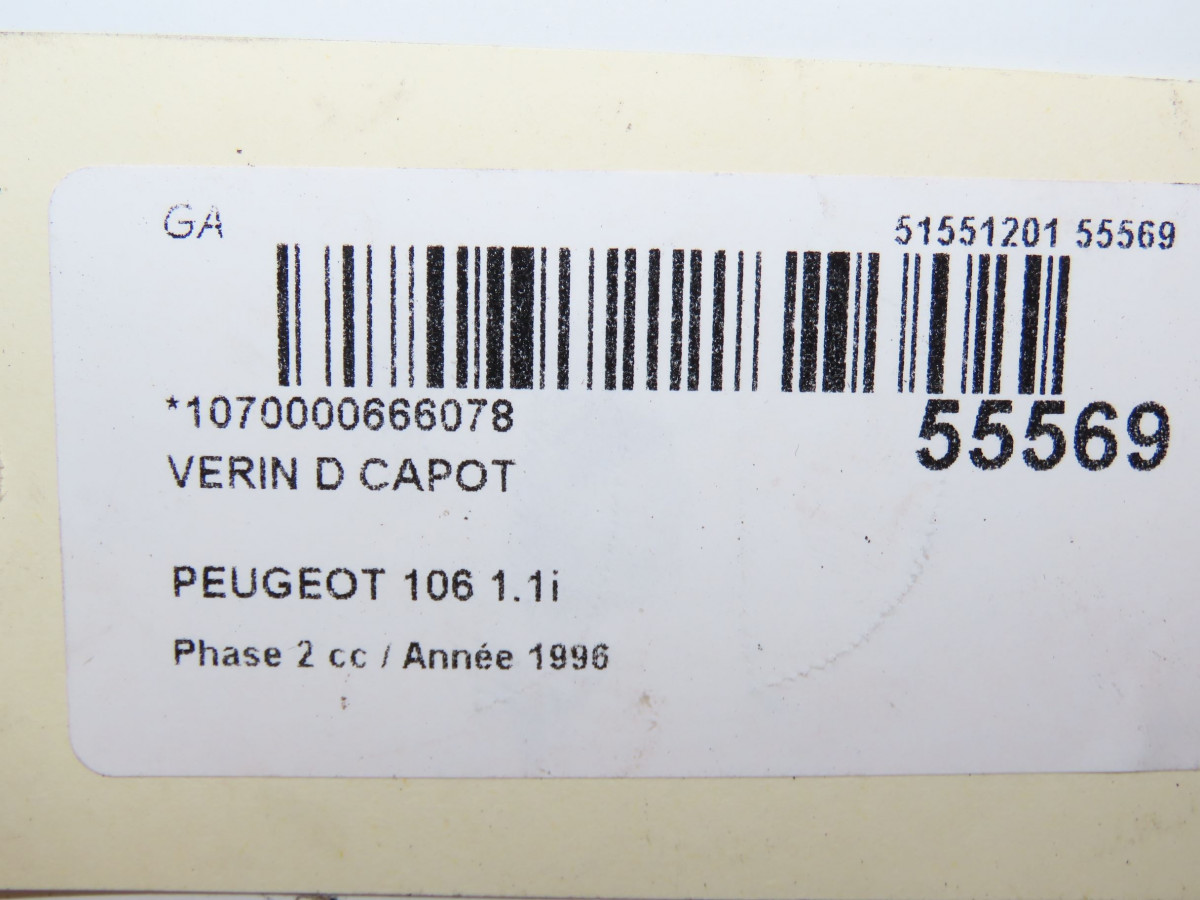 GA
51551201 55569
*1070000666078
55569
VERIN D CAPOT
PEUGEOT 106 1.1i
Phase 2 cc / Année 1996